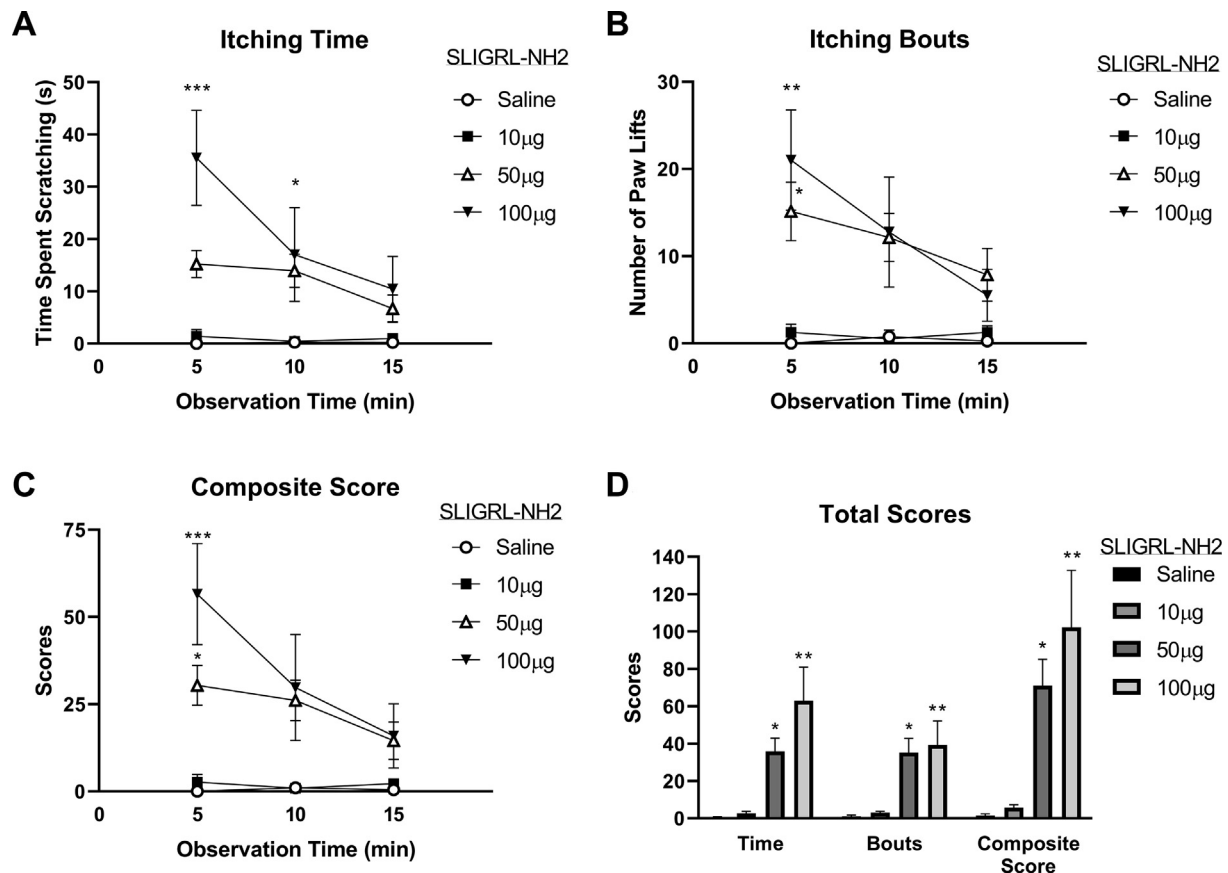 A
Itching Time
SLIGRL-NH2
Saline
10µg
50µg
100µg
Time Spent Scratching (s)
50
40
30
20
10
0
***
*
0 5 10 15
Observation Time (min)
B
Itching Bouts
SLIGRL-NH2
Saline
10µg
50µg
100µg
Number of Paw Lifts
30
20
10
0
**
*
0 5 10 15
Observation Time (min)
C
Composite Score
SLIGRL-NH2
Saline
10µg
50µg
100µg
Scores
75
50
25
0
***
*
0 5 10 15
Observation Time (min)
D
Total Scores
SLIGRL-NH2
Saline
10µg
50µg
100µg
Scores
140
120
100
80
60
40
20
0
* **
* **
* **
Time Bouts Composite
Score